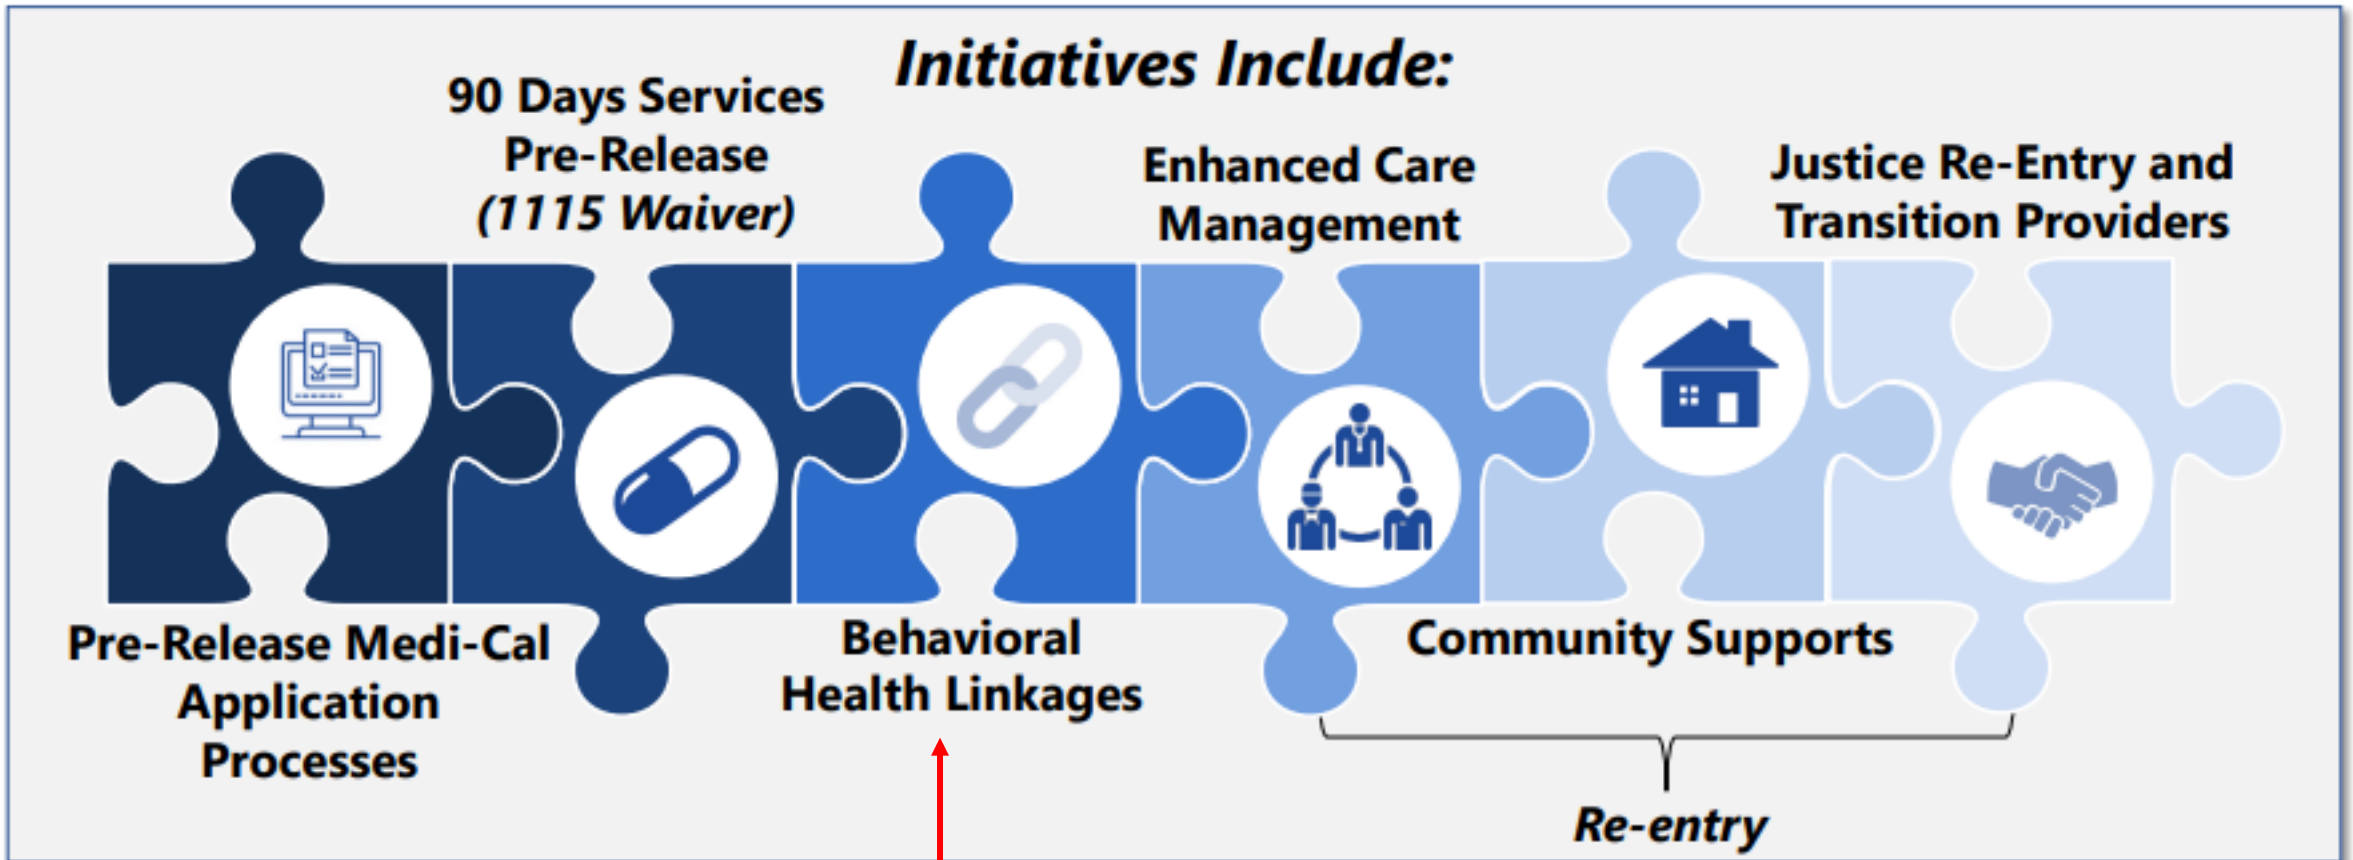 Initiatives Include:
90 Days Services
Pre-Release
(1115 Waiver)
Enhanced Care
Management
Justice Re-Entry and
Transition Providers
Pre-Release Medi-Cal
Application
Processes
Behavioral
Health Linkages
Community Supports
Re-entry